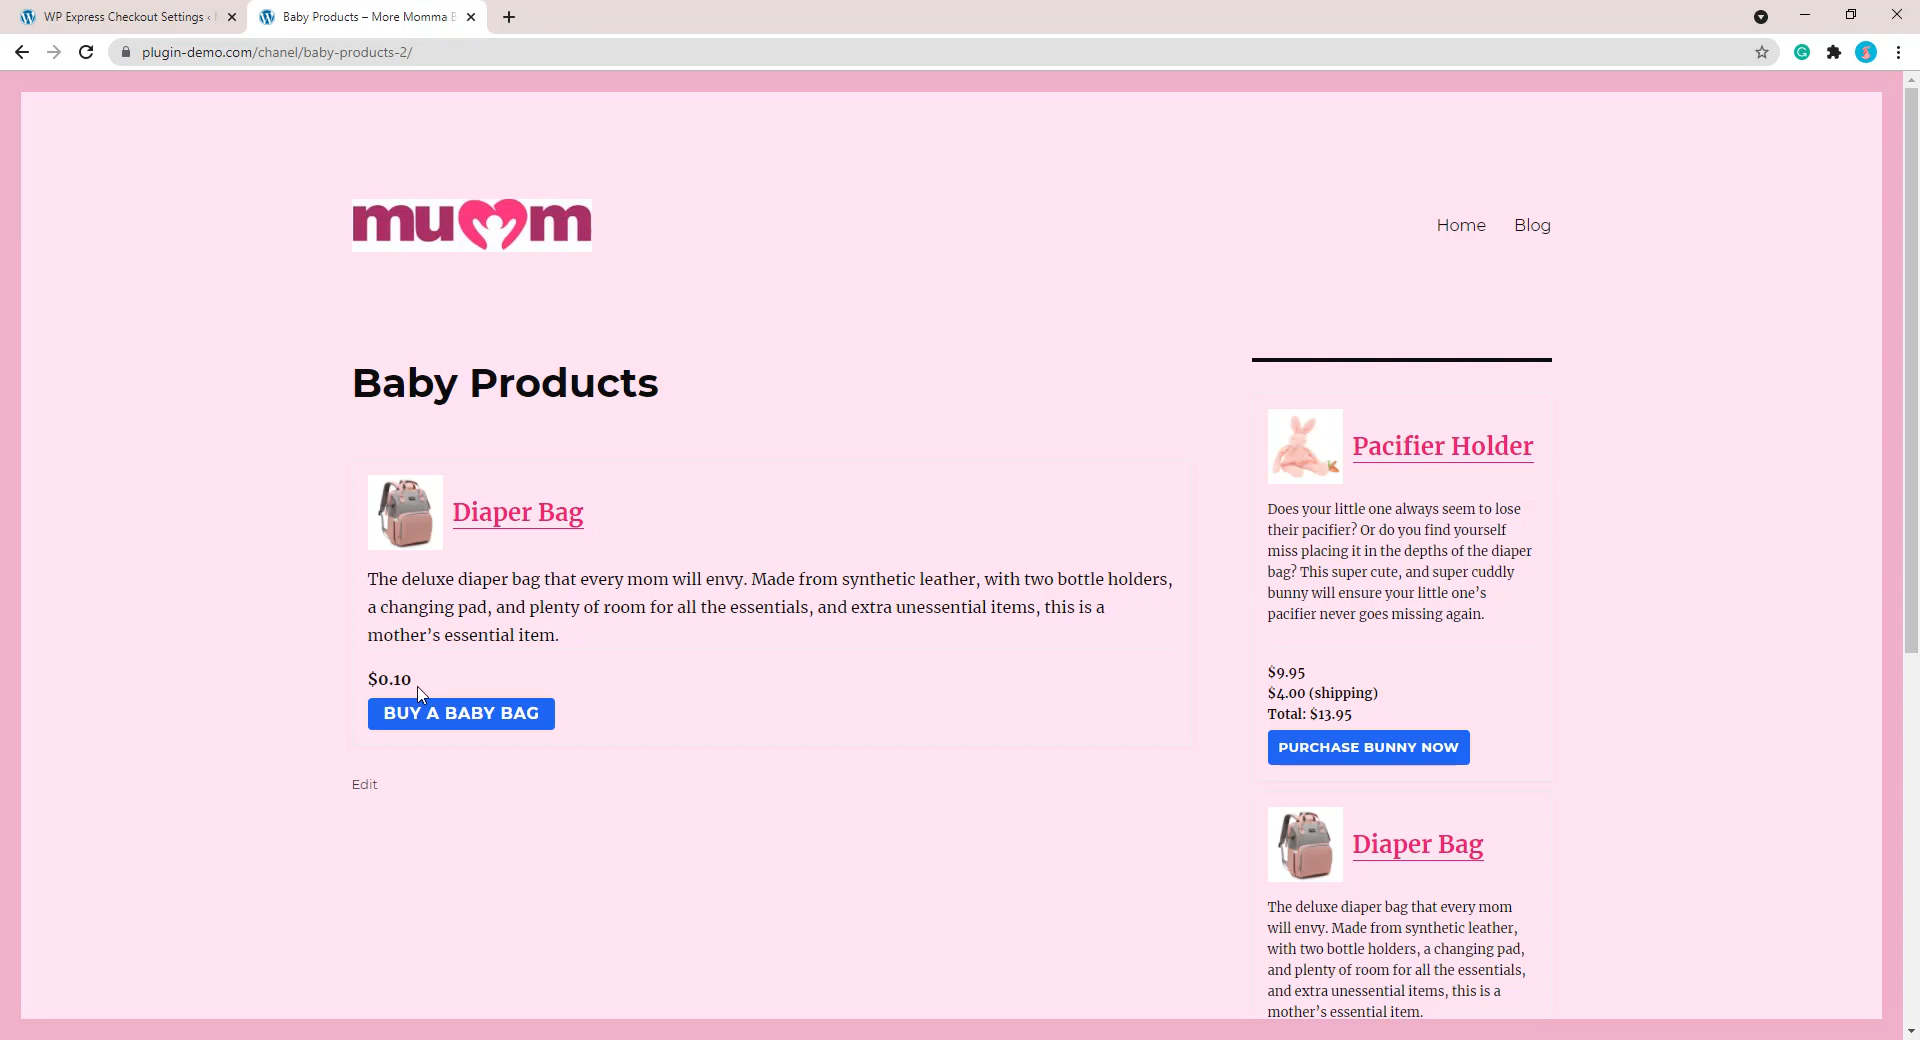 WP Express Checkout Settings ‹
Baby Products – More Momma B
plugin-demo.com/chanel/baby-products-2/
mumm
Home
Blog
Baby Products
Diaper Bag
The deluxe diaper bag that every mom will envy. Made from synthetic leather, with two bottle holders,
a changing pad, and plenty of room for all the essentials, and extra unessential items, this is a
mother’s essential item.
$0.10
BUY A BABY BAG
Edit
Pacifier Holder
Does your little one always seem to lose
their pacifier? Or do you find yourself
miss placing it in the depths of the diaper
bag? This super cute, and super cuddly
bunny will ensure your little one’s
pacifier never goes missing again.
$9.95
$4.00 (shipping)
Total: $13.95
PURCHASE BUNNY NOW
Diaper Bag
The deluxe diaper bag that every mom
will envy. Made from synthetic leather,
with two bottle holders, a changing pad,
and plenty of room for all the essentials,
and extra unessential items, this is a
mother’s essential item.